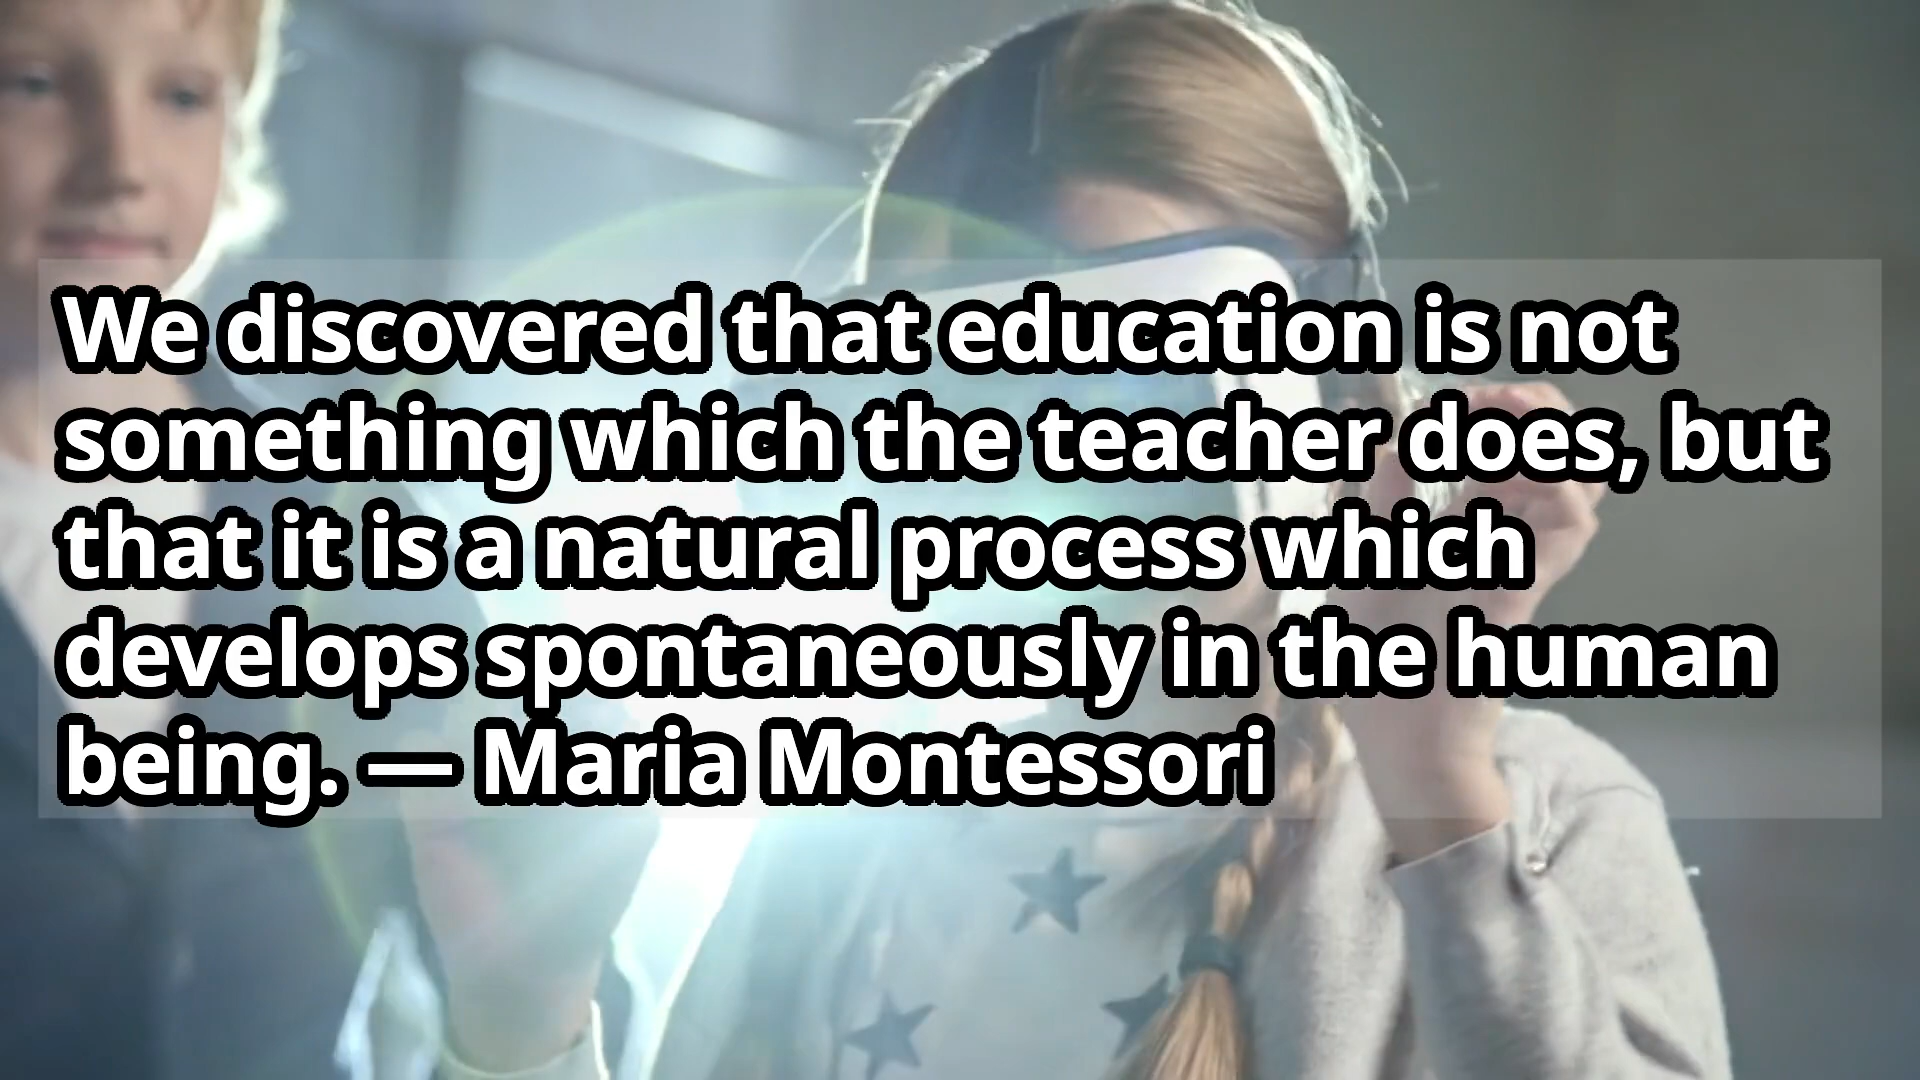 We discovered that education is not
something which the teacher does, but
that it is a natural process which
develops spontaneously in the human
being. — Maria Montessori